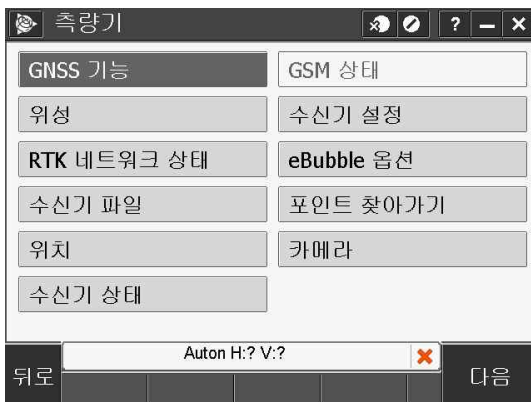 측량기
?
GNSS 기능
GSM 상태
위성
수신기 설정
RTK 네트워크 상태
eBubble 옵션
수신기 파일
포인트 찾아가기
위치
카메라
수신기 상태
Auton H:? V:?
뒤로
다음